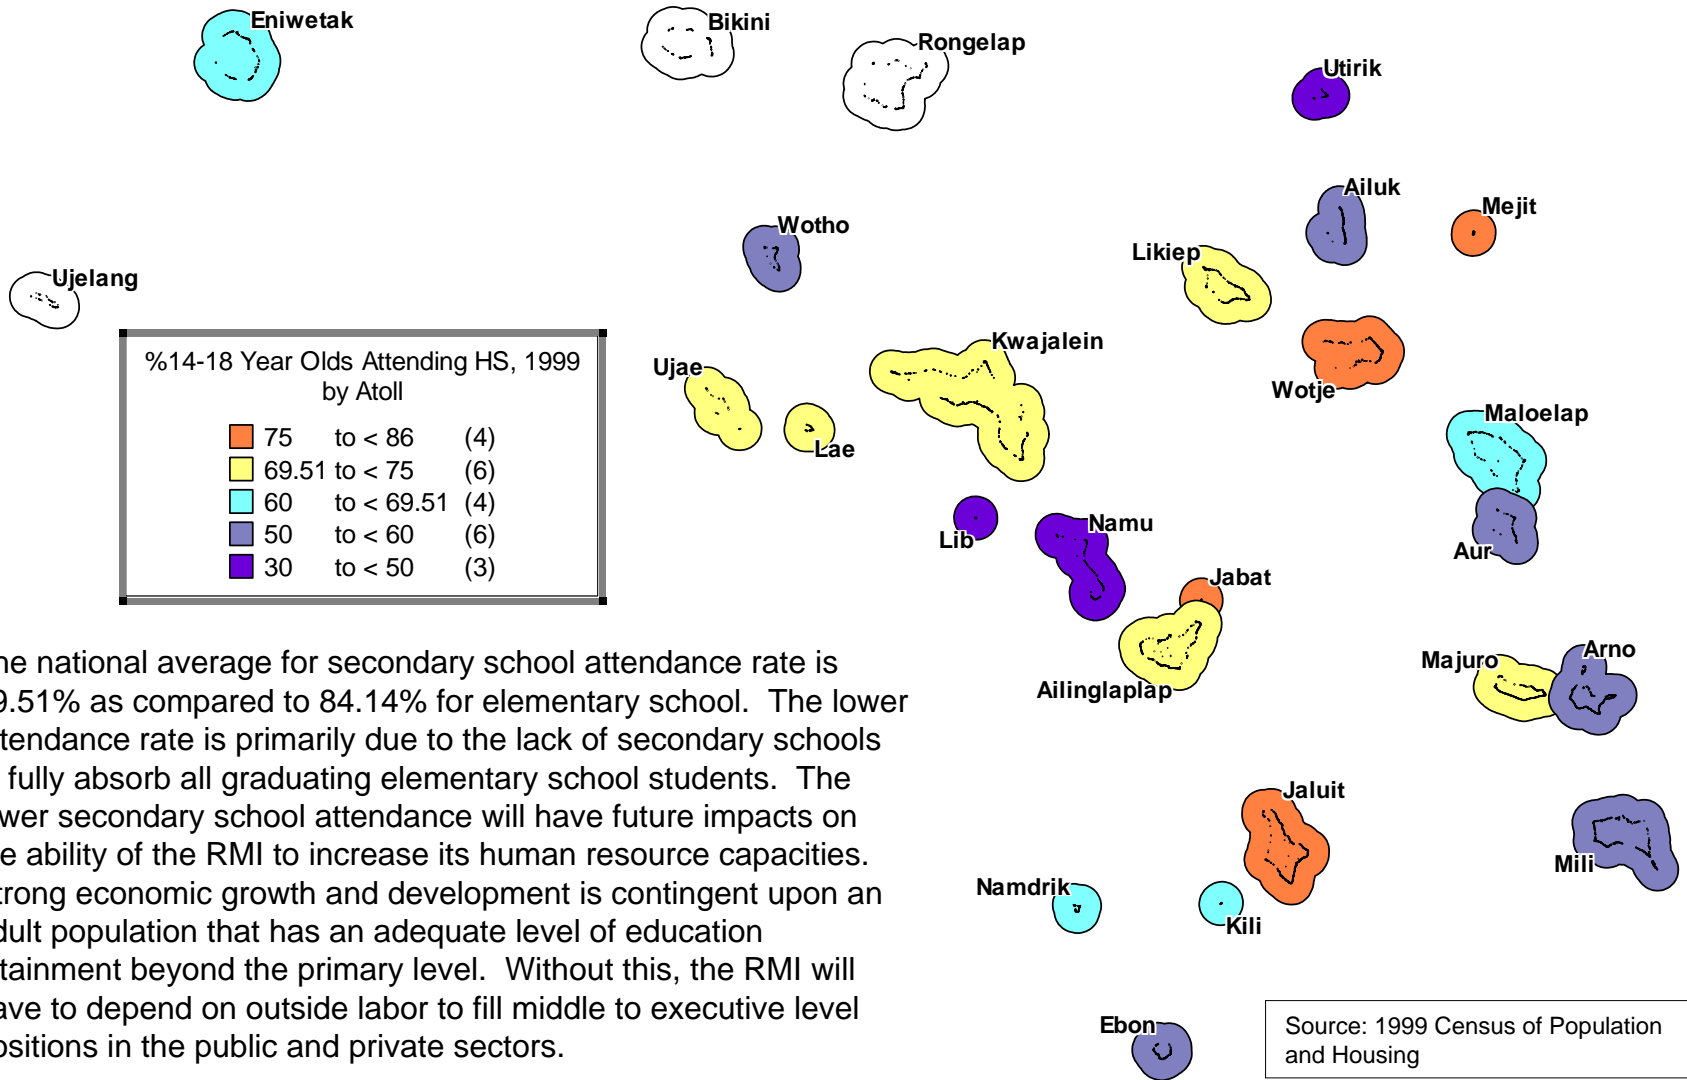 Eniwetak
Bikini
Rongelap
Utirik
Ailuk
Mejit
Wotho
Likiep
Ujelang
Kwajalein
Ujae
Lae
Wotje
Maloelap
%14-18 Year Olds Attending HS, 1999
by Atoll
75 to < 86 (4)
69.51 to < 75 (6)
60 to < 69.51 (4)
50 to < 60 (6)
30 to < 50 (3)
Lib
Namu
Aur
Jabat
Ailinglaplap
Majuro
Arno
he national average for secondary school attendance rate is
9.51% as compared to 84.14% for elementary school. The lower
ttendance rate is primarily due to the lack of secondary schools
fully absorb all graduating elementary school students. The
wer secondary school attendance will have future impacts on
e ability of the RMI to increase its human resource capacities.
trong economic growth and development is contingent upon an
dult population that has an adequate level of education
tainment beyond the primary level. Without this, the RMI will
ave to depend on outside labor to fill middle to executive level
ositions in the public and private sectors.
Jaluit
Mili
Namdrik
Kili
Ebon
Source: 1999 Census of Population
and Housing